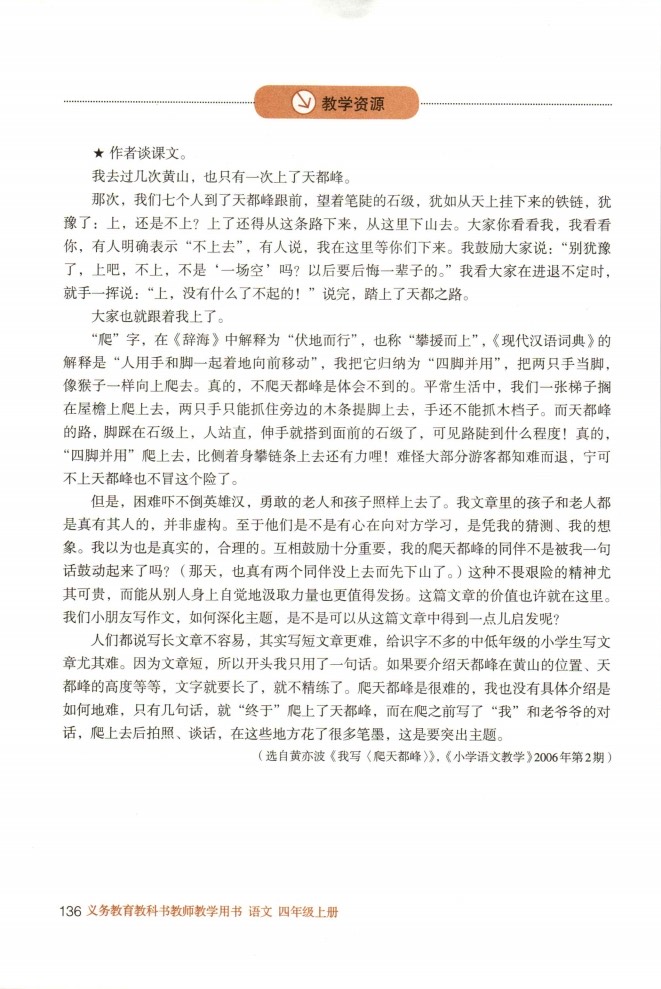 教学资源
★ 作者谈课文。
我去过几次黄山，也只有一次上了天都峰。
那次，我们七个人到了天都峰跟前，望着笔陡的石级，犹如从天上挂下来的铁链，犹
豫了：上，还是不上？上了还得从这条路下来，从这里下山去。大家你看看我，我看看
你，有人明确表示“不上去”，有人说，我在这里等你们下来。我鼓励大家说：“别犹豫
了，上吧，不上，不是‘一场空’吗？以后要后悔一辈子的。”我看大家在进退不定时，
就手一挥说：“上，没有什么了不起的！”说完，踏上了天都之路。
大家也就跟着我上了。
“爬”字，在《辞海》中解释为“伏地而行”，也称“攀援而上”，《现代汉语词典》的
解释是“人用手和脚一起着地向前移动”，我把它归纳为“四脚并用”，把两只手当脚，
像猴子一样向上爬去。真的，不爬天都峰是体会不到的。平常生活中，我们一张梯子搁
在屋檐上爬上去，两只手只能抓住旁边的木条提脚上去，手还不能抓木档子。而天都峰
的路，脚踩在石级上，人站直，伸手就搭到面前的石级了，可见路陡到什么程度！真的，
“四脚并用”爬上去，比侧着身攀链条上去还有力哩！难怪大部分游客都知难而退，宁可
不上天都峰也不冒这个险了。
但是，困难吓不倒英雄汉，勇敢的老人和孩子照样上去了。我文章里的孩子和老人都
是真有其人的，并非虚构。至于他们是不是有心在向对方学习，是凭我的猜测、我的想
象。我以为也是真实的，合理的。互相鼓励十分重要，我的爬天都峰的同伴不是被我一句
话鼓动起来了吗？（那天，也真有两个同伴没上去而先下山了。）这种不畏艰险的精神尤
其可贵，而能从别人身上自觉地汲取力量也更值得发扬。这篇文章的价值也许就在这里。
我们小朋友写作文，如何深化主题，是不是可以从这篇文章中得到一点儿启发呢？
人们都说写长文章不容易，其实写短文章更难，给识字不多的中低年级的小学生写文
章尤其难。因为文章短，所以开头我只用了一句话。如果要介绍天都峰在黄山的位置、天
都峰的高度等等，文字就要长了，就不精练了。爬天都峰是很难的，我也没有具体介绍是
如何地难，只有几句话，就“终于”爬上了天都峰，而在爬之前写了“我”和老爷爷的对
话，爬上去后拍照、谈话，在这些地方花了很多笔墨，这是要突出主题。
（选自黄亦波《我写〈爬天都峰〉》，《小学语文教学》2006年第2期）
136 义务教育教科书教师教学用书 语文 四年级上册